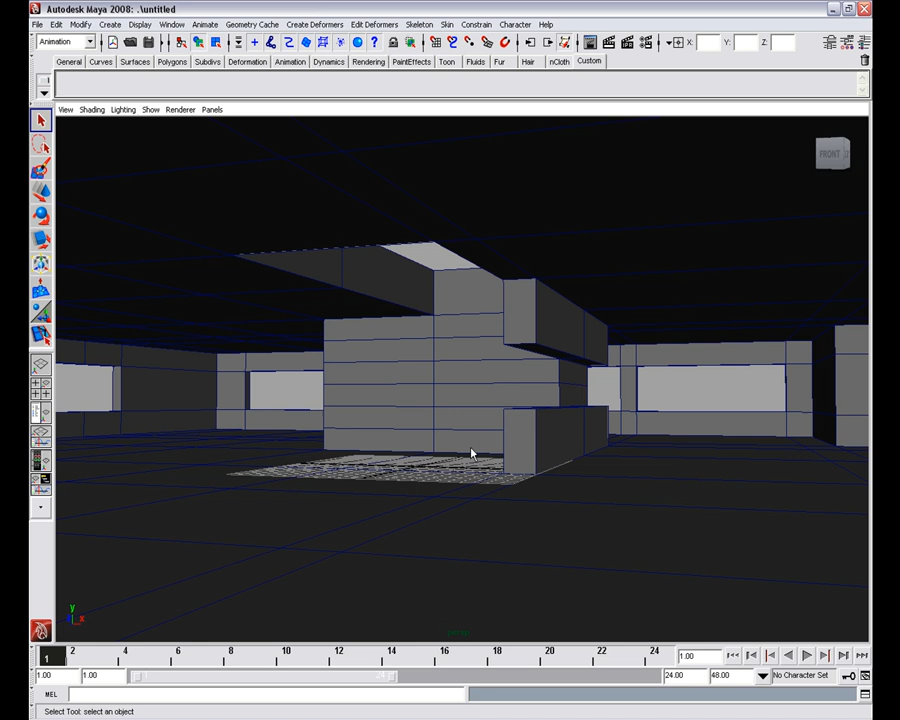 Autodesk Maya 2008: .\untitled
File Edit Modify Create Display Window Animate Geometry Cache Create Deformers Edit Deformers Skeleton Skin Constrain Character Help
Animation X: Y: Z:
General Curves Surfaces Polygons Subdivs Deformation Animation Dynamics Rendering PaintEffects Toon Fluids Fur Hair nCloth Custom
View Shading Lighting Show Renderer Panels
FRONT
y
x
persp
1 2 4 6 8 10 12 14 16 18 20 22 24 1.00
1.00 1.00 24 24.00 48.00 No Character Set
MEL
Select Tool: select an object